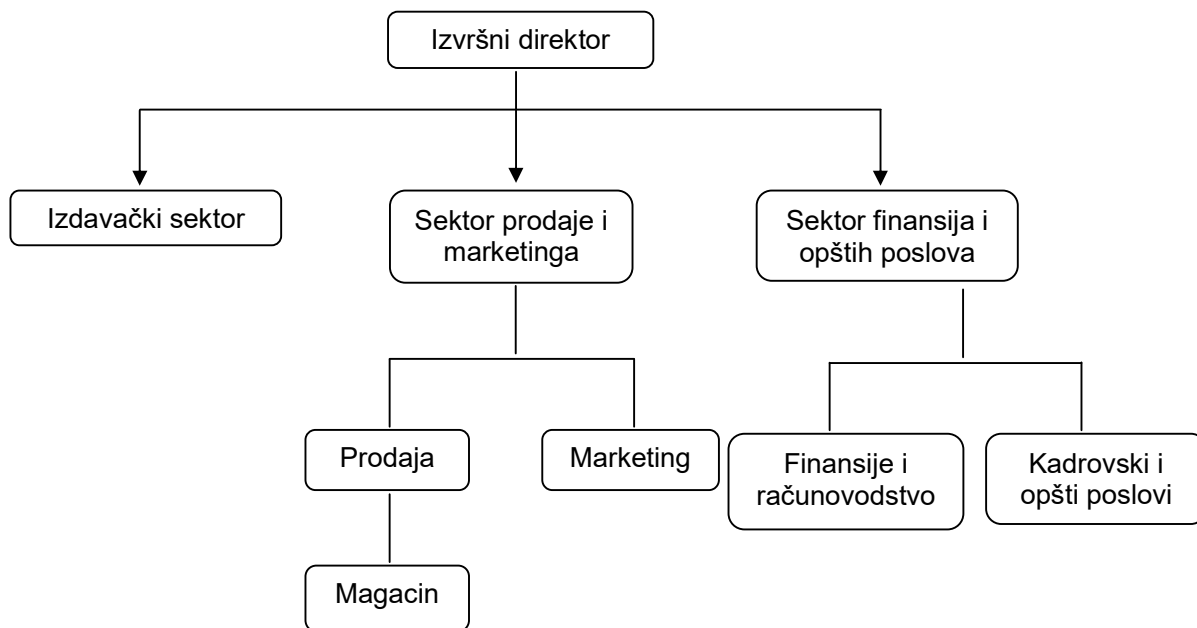 Izvršni direktor
Izdavački sektor
Sektor prodaje i
marketinga
Sektor finansija i
opštih poslova
Prodaja
Marketing
Finansije i
računovodstvo
Kadrovski i
opšti poslovi
Magacin